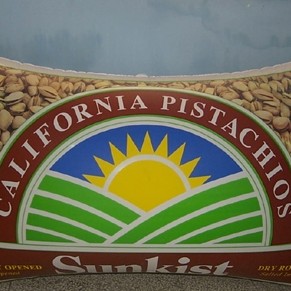 CALIFORNIA PISTACHIOS
OPENED
Sunkist
DRY RO